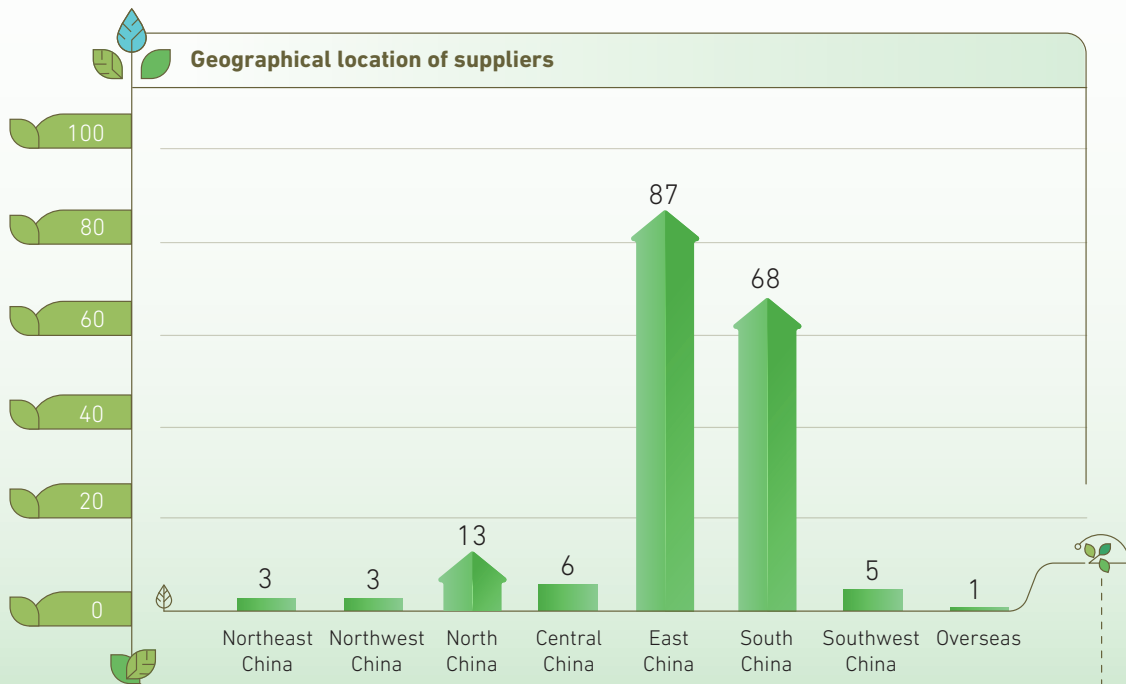 Geographical location of suppliers
100
80
60
40
20
0
87
68
13
6
5
3
3
1
Northeast
China
Northwest
China
North
China
Central
China
East
China
South
China
Southwest
China
Overseas